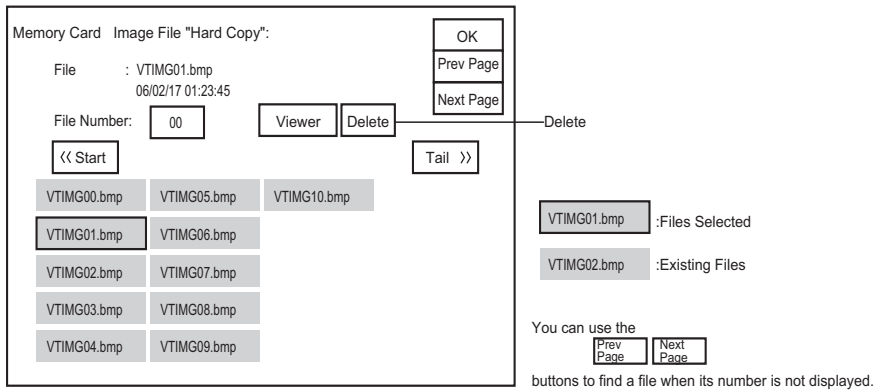 Memory Card Image File "Hard Copy":
OK
File : VTIMG01.bmp
Prev Page
06/02/17 01:23:45
Next Page
File Number: 00 Viewer Delete Delete
《 Start Tail 》
VTIMG00.bmp VTIMG05.bmp VTIMG10.bmp
VTIMG01.bmp VTIMG06.bmp
VTIMG02.bmp VTIMG07.bmp
VTIMG03.bmp VTIMG08.bmp
VTIMG04.bmp VTIMG09.bmp
VTIMG01.bmp :Files Selected
VTIMG02.bmp :Existing Files
You can use the
Prev Next
Page Page
buttons to find a file when its number is not displayed.